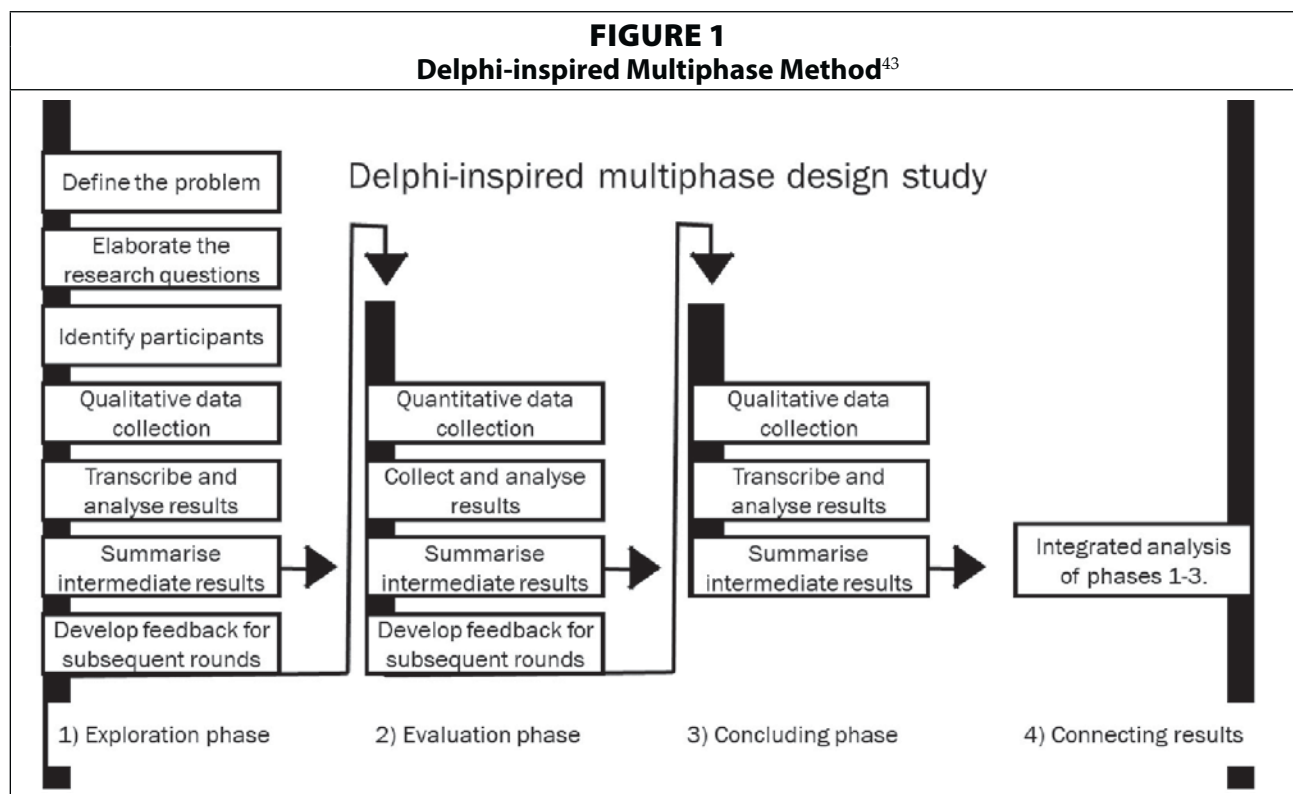 FIGURE 1
Delphi-inspired Multiphase Method43
Delphi-inspired multiphase design study
Define the problem
Elaborate the
research questions
Identify participants
Qualitative data
collection
Transcribe and
analyse results
Summarise
intermediate results
Develop feedback for
subsequent rounds
1) Exploration phase
Quantitative data
collection
Collect and analyse
results
Summarise
intermediate results
Develop feedback for
subsequent rounds
2) Evaluation phase
Qualitative data
collection
Transcribe and
analyse results
Summarise
intermediate results
3) Concluding phase
Integrated analysis
of phases 1-3.
4) Connecting results